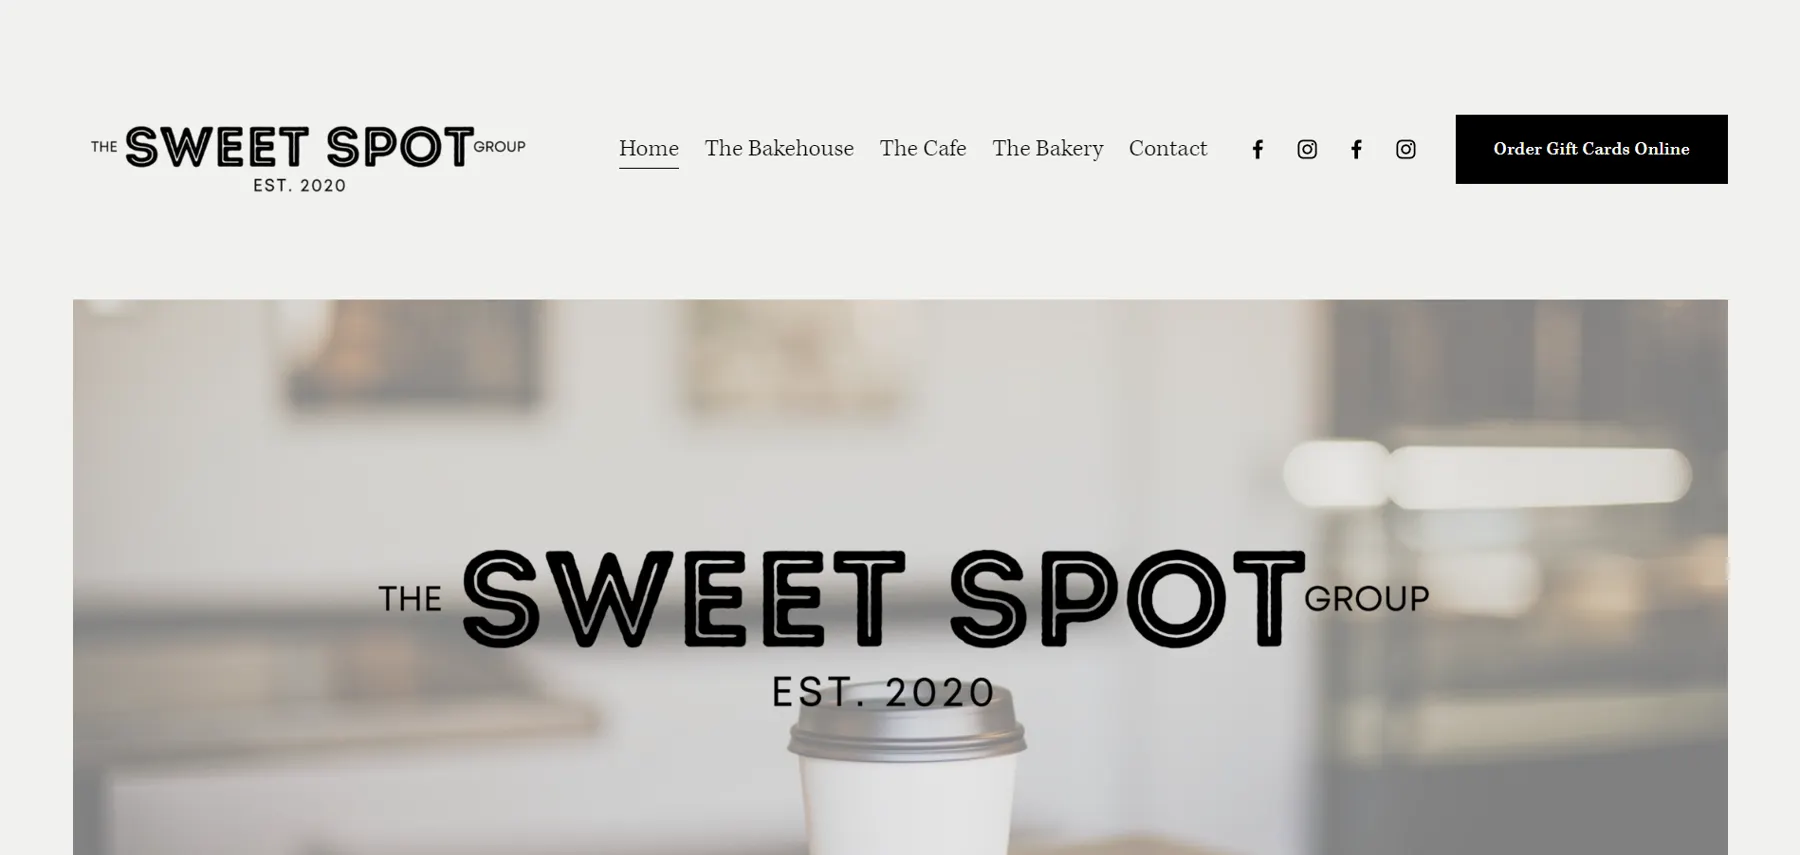 THE SWEET SPOT GROUP
EST. 2020
Home The Bakehouse The Cafe The Bakery Contact
Order Gift Cards Online
THE SWEET SPOT GROUP
EST. 2020